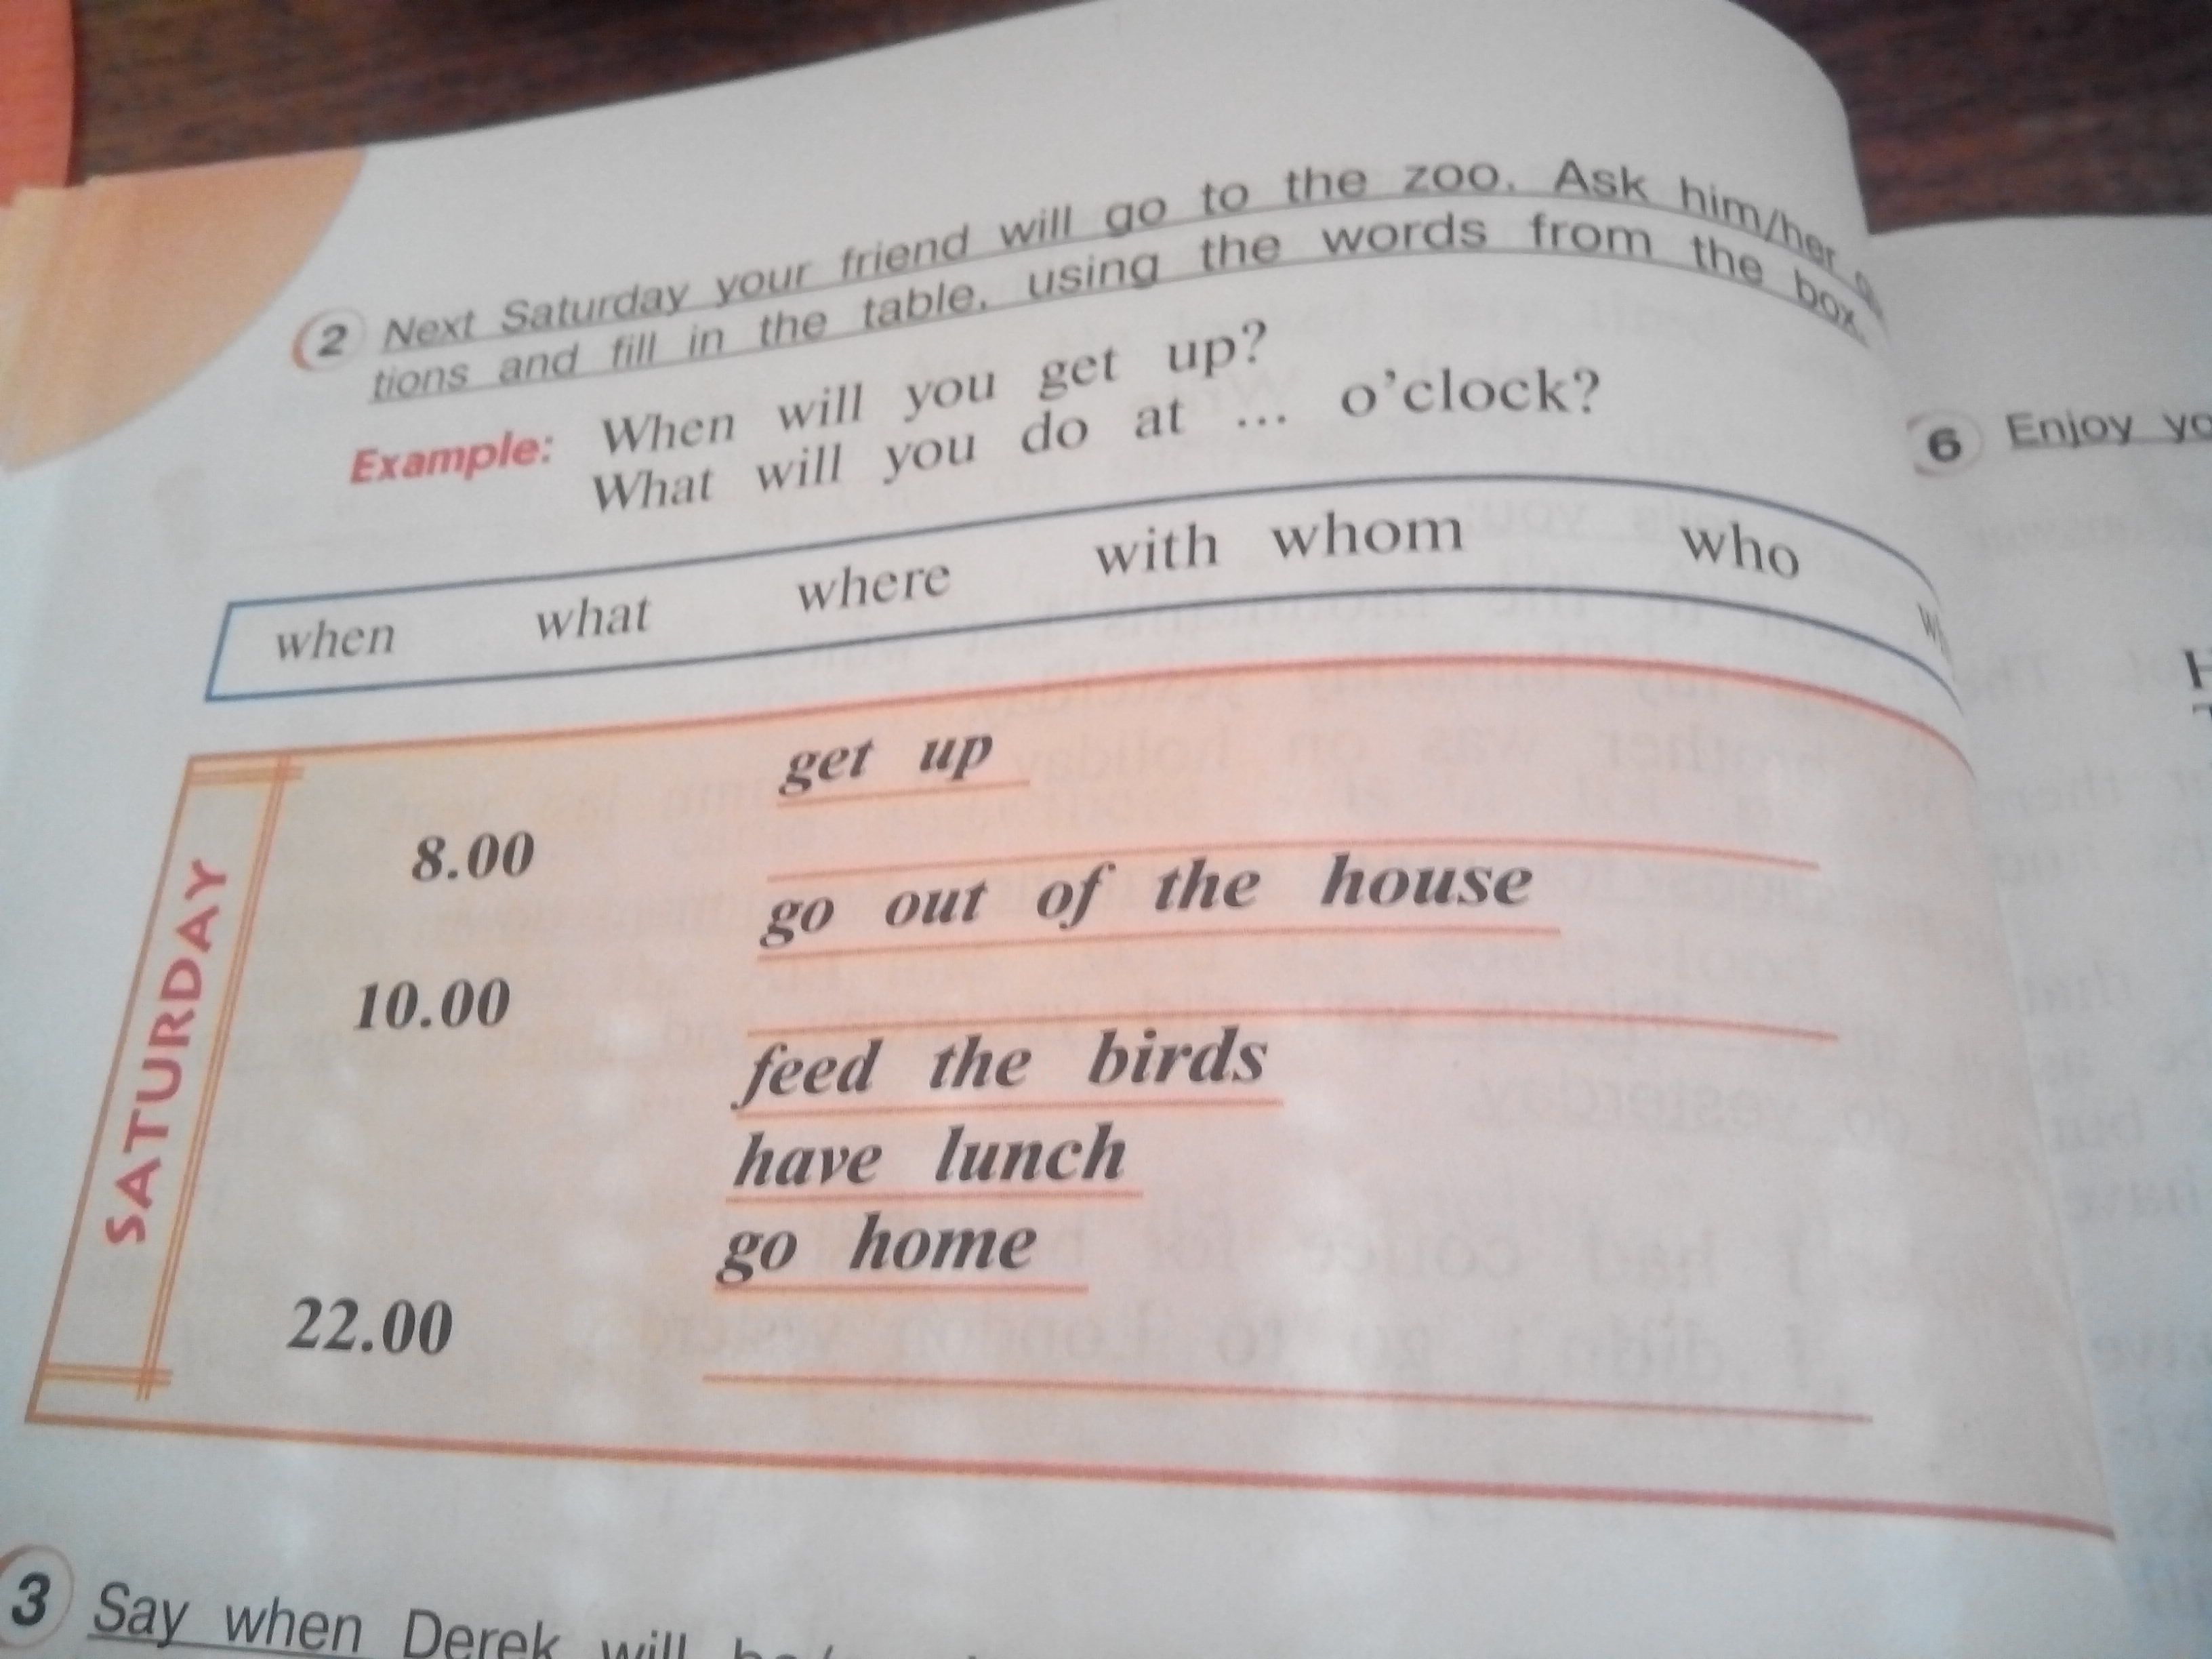 2 Next Saturday your friend will go to the zoo. Ask him/her
tions and fill in the table, using the words from the box.
Example: When will you get up?
What will you do at ... o'clock?
when what where with whom who
SATURDAY
get up
8.00
go out of the house
10.00
feed the birds
have lunch
go home
22.00
3 Say when Derek will
6 Enjoy